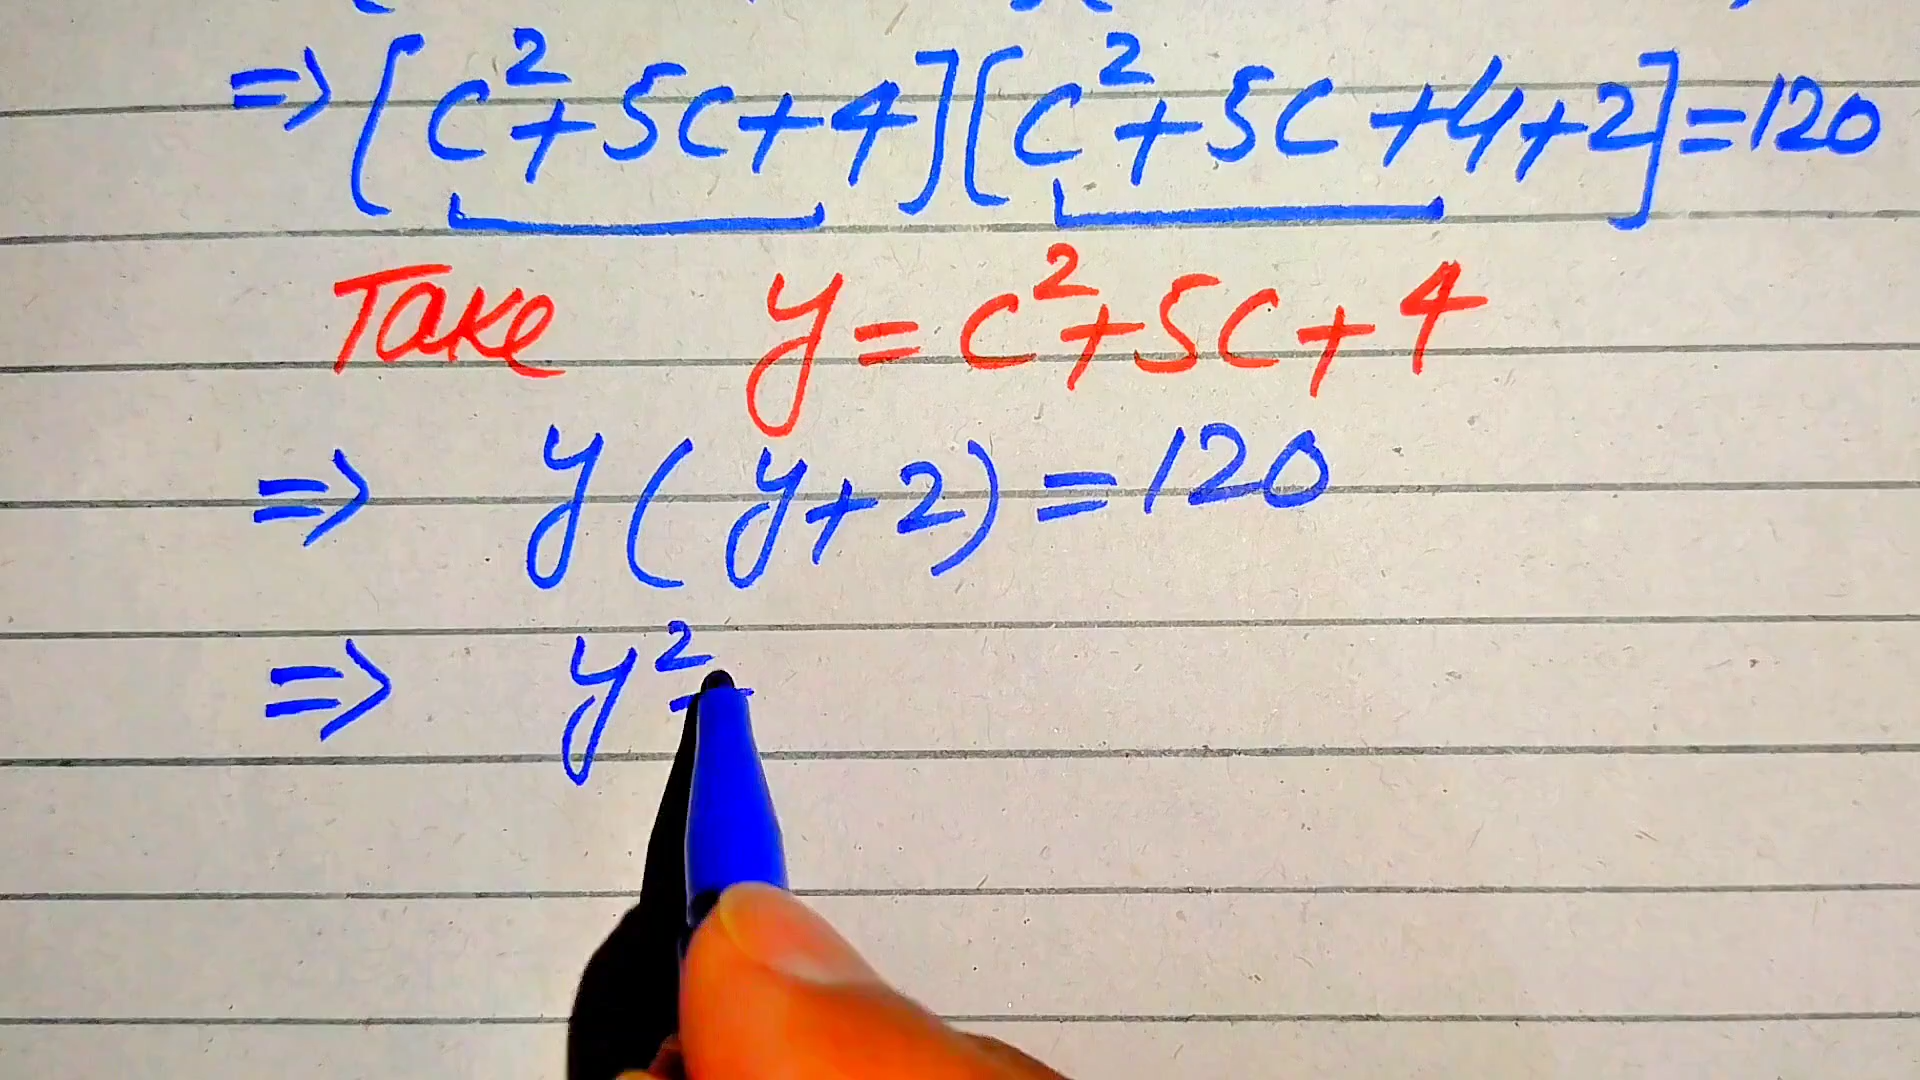 ⇒ [c²+5c+4][c²+5c+4+2]=120
Take y=c²+5c+4
⇒ y(y+2)=120
⇒ y²